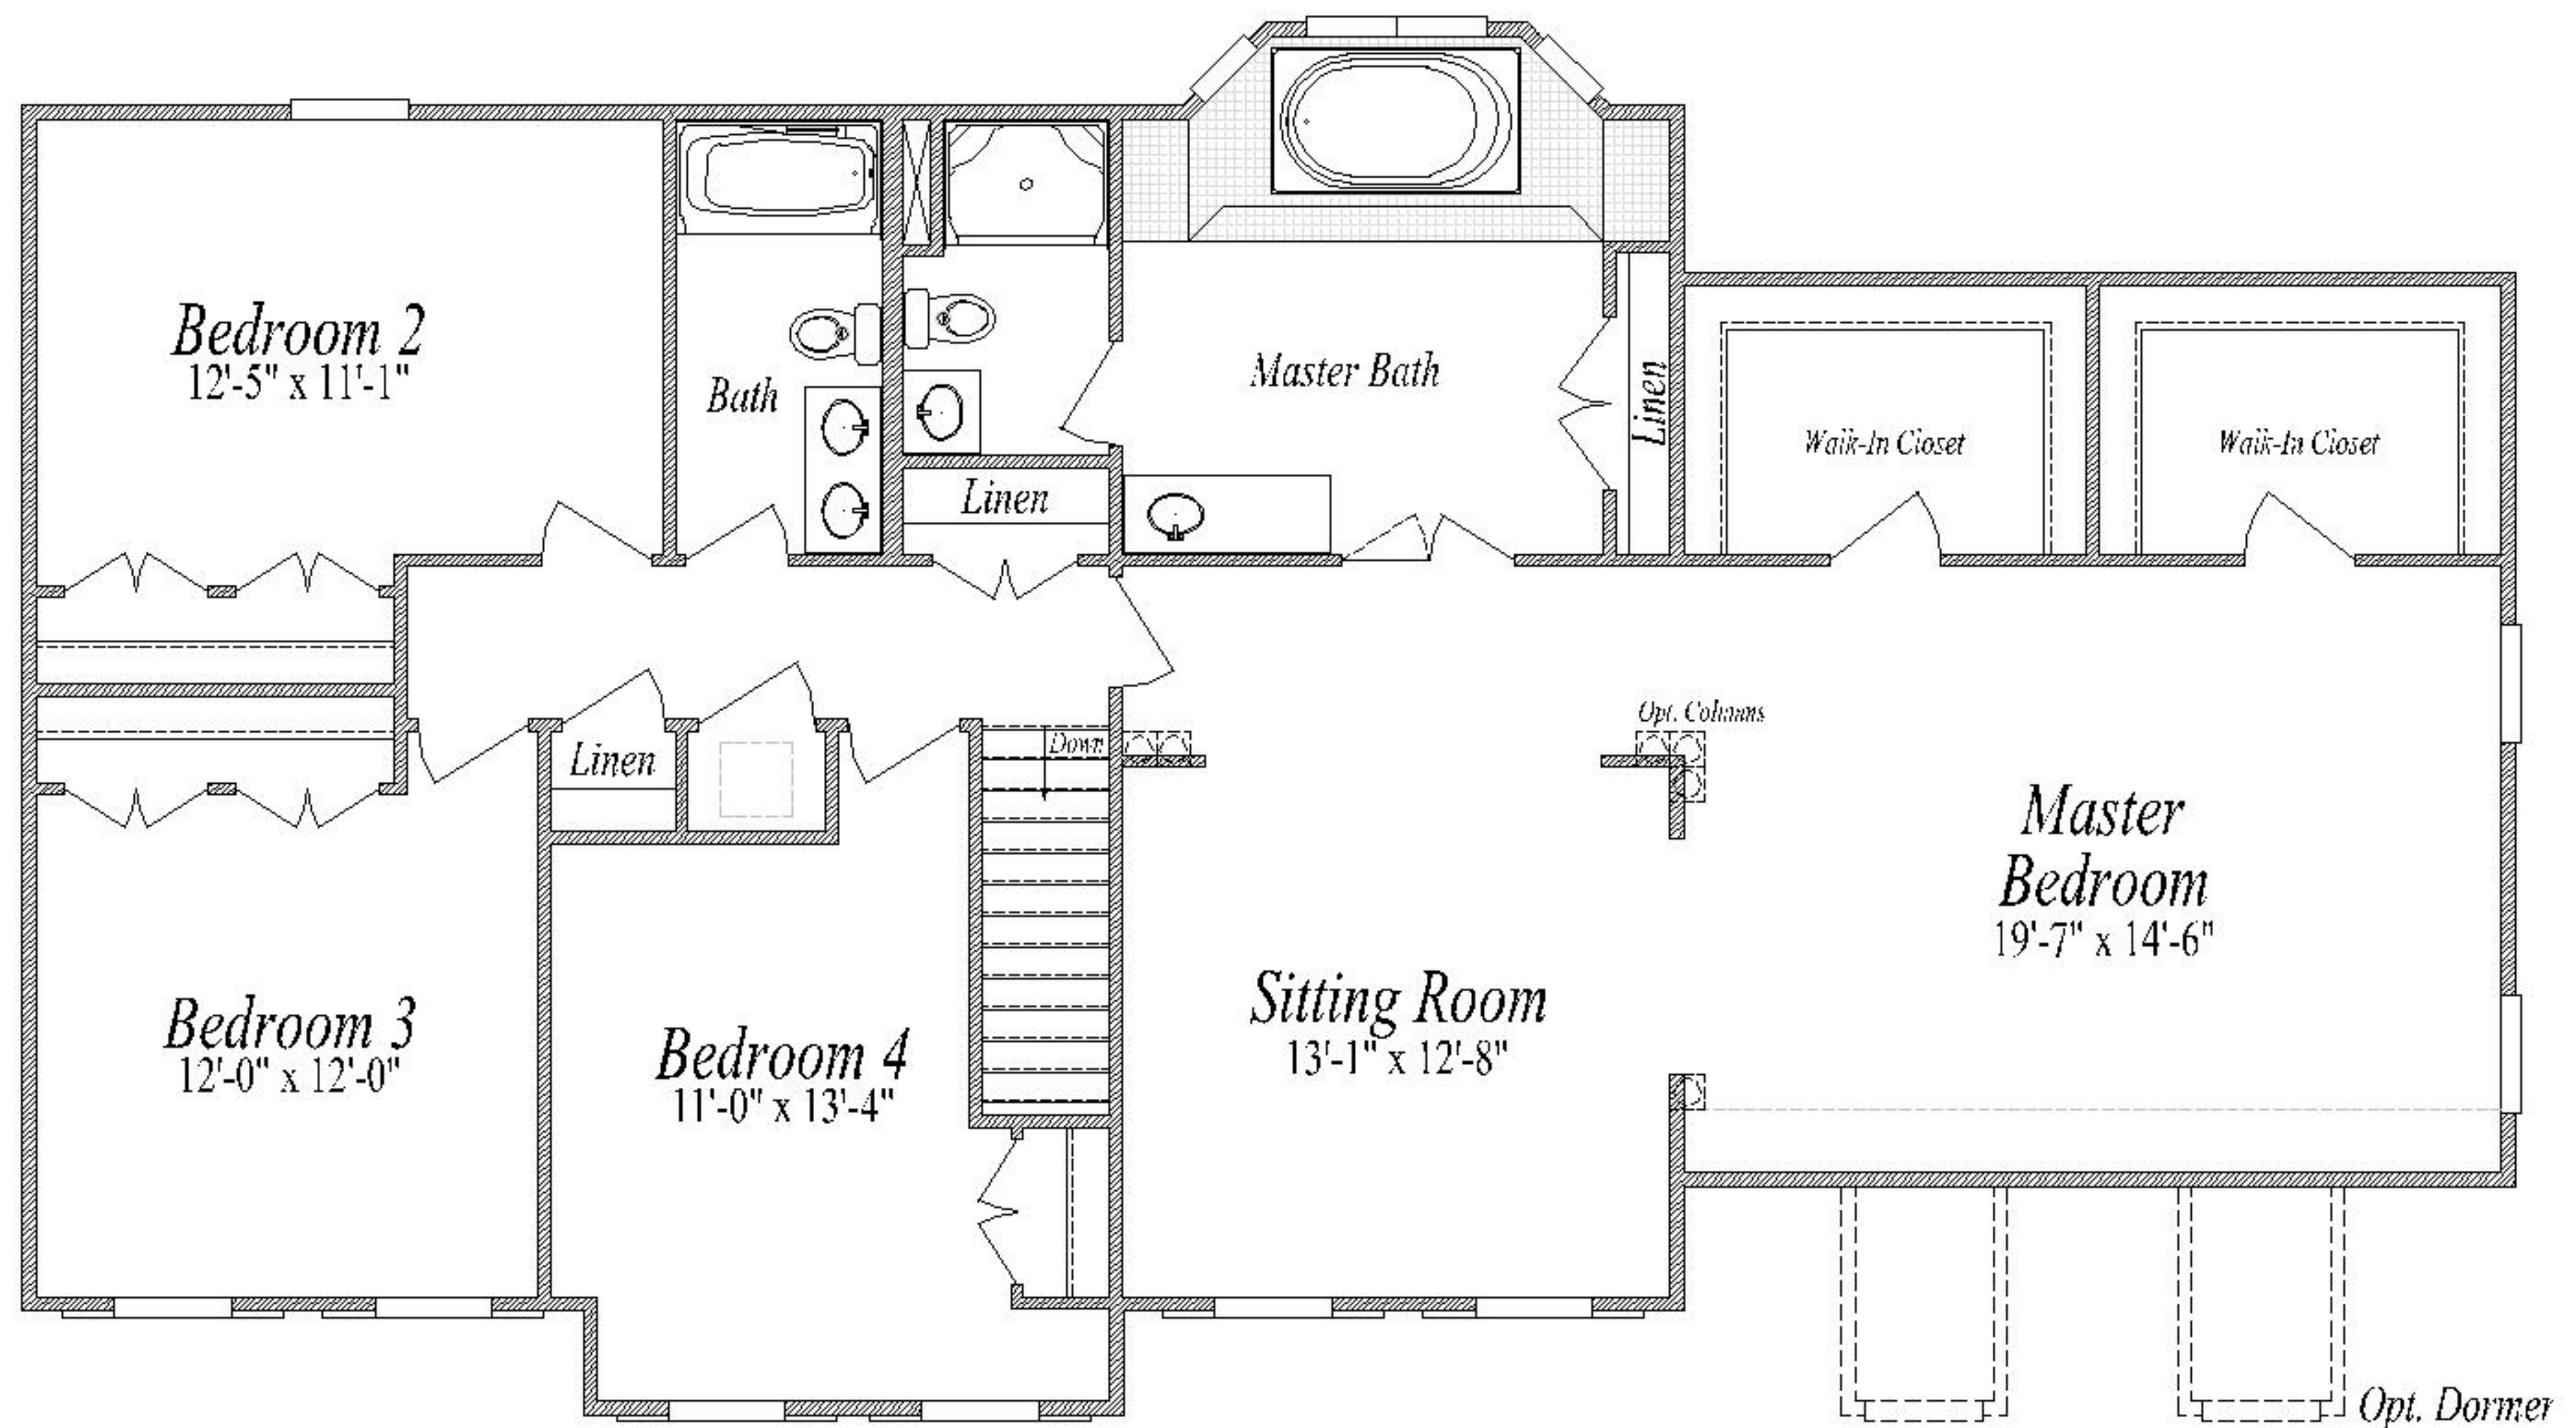 Bedroom 2
12'-5" x 11'-1"
Bath
Master Bath
Linen
Walk-In Closet
Walk-In Closet
Linen
Linen
Down
Opt. Columns
Master
Bedroom
19'-7" x 14'-6"
Sitting Room
13'-1" x 12'-8"
Bedroom 3
12'-0" x 12'-0"
Bedroom 4
11'-0" x 13'-4"
Opt. Dormer